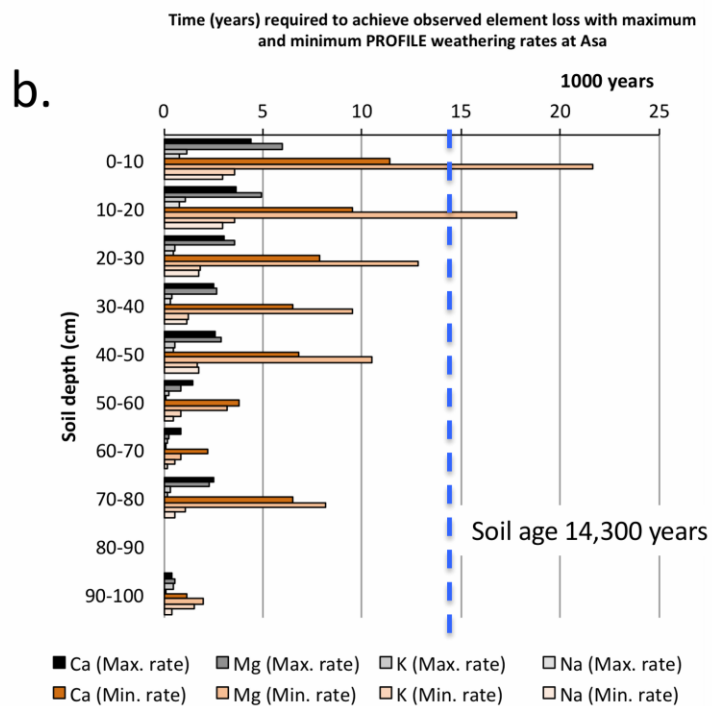 Time (years) required to achieve observed element loss with maximum
and minimum PROFILE weathering rates at Asa
b.
1000 years
0 5 10 15 20 25
0-10
10-20
20-30
30-40
40-50
50-60
60-70
70-80
80-90
90-100
Soil depth (cm)
Soil age 14,300 years
Ca (Max. rate) Mg (Max. rate) K (Max. rate) Na (Max. rate)
Ca (Min. rate) Mg (Min. rate) K (Min. rate) Na (Min. rate)